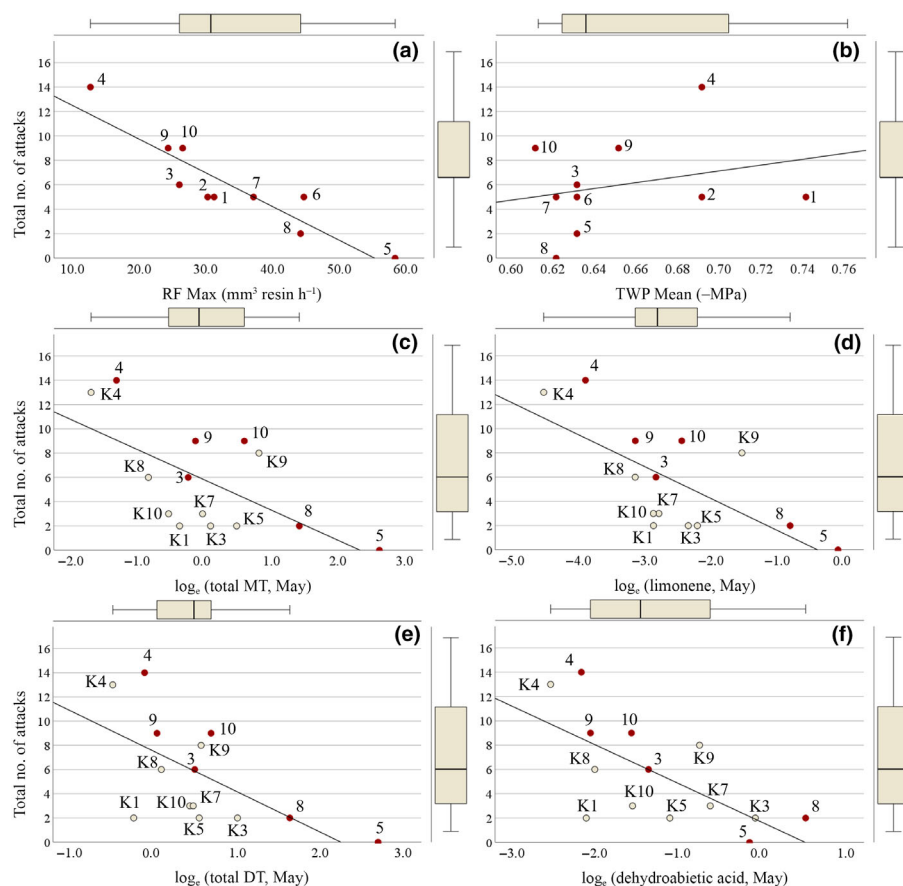 (a)
Total no. of attacks
16
14
12
10
8
6
4
2
0
4
9
10
3
2
1
7
6
8
5
10.0 20.0 30.0 40.0 50.0 60.0
RF Max (mm³ resin h⁻¹)
(b)
16
14
12
10
8
6
4
2
0
4
10
9
3
7
6
2
1
5
8
0.60 0.62 0.64 0.66 0.68 0.70 0.72 0.74 0.76
TWP Mean (–MPa)
(c)
Total no. of attacks
16
14
12
10
8
6
4
2
0
4
K4
9
10
K9
K8
3
K7
K10
K5
8
K1
K3
5
–2.0 –1.0 0.0 1.0 2.0 3.0
logₑ (total MT, May)
(d)
16
14
12
10
8
6
4
2
0
4
K4
9
10
K9
K8
3
K7
K10
K5
8
K1
K3
5
–5.0 –4.0 –3.0 –2.0 –1.0 0.0
logₑ (limonene, May)
(e)
Total no. of attacks
16
14
12
10
8
6
4
2
0
4
K4
9
10
K9
K8
3
K1
K10
K7
K5
K3
8
5
–1.0 0.0 1.0 2.0 3.0
logₑ (total DT, May)
(f)
16
14
12
10
8
6
4
2
0
4
K4
9
10
K9
K8
3
K1
K10
K7
K5
K3
8
5
–3.0 –2.0 –1.0 0.0 1.0
logₑ (dehydroabietic acid, May)